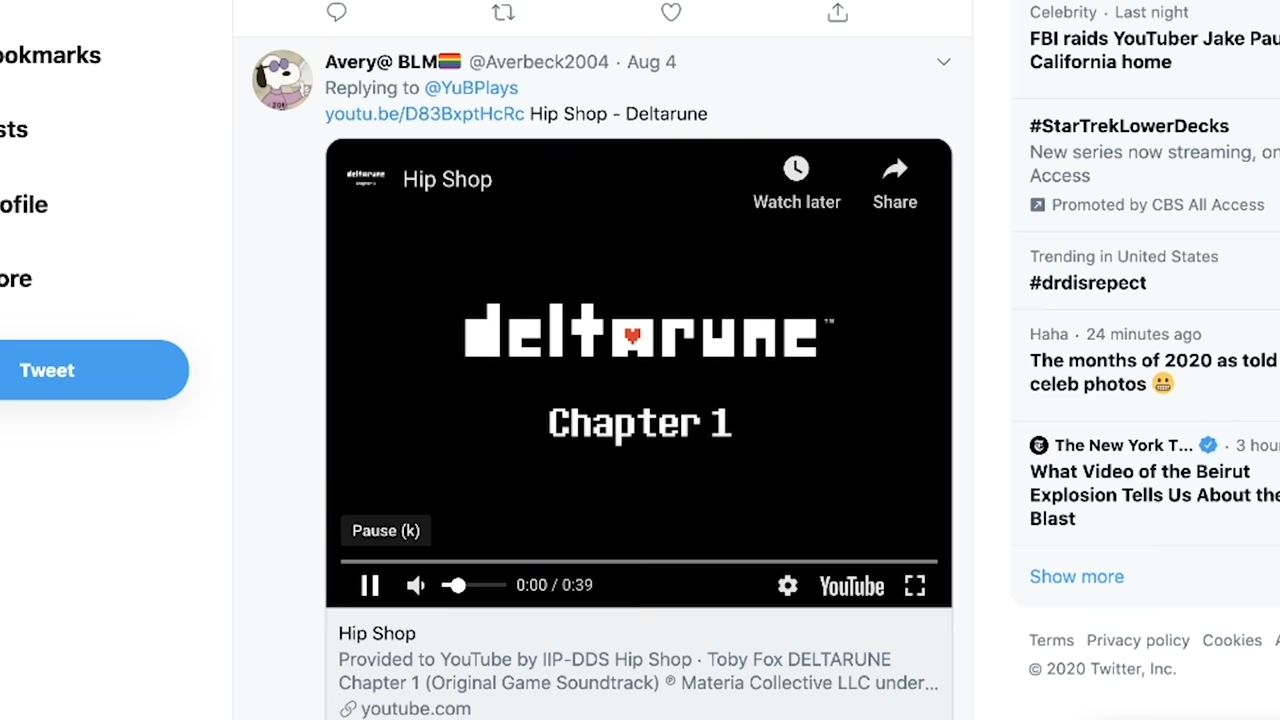 ookmarks
sts
ofile
ore
Tweet
Avery@ BLM🏳️‍🌈 @Averbeck2004 · Aug 4
Replying to @YuBPlays
youtu.be/D83BxptHcRc Hip Shop - Deltarune
deltarune chapter 1
Hip Shop
Watch later
Share
deltarune™
Chapter 1
Pause (k)
0:00 / 0:39
YouTube
Hip Shop
Provided to YouTube by IIP-DDS Hip Shop · Toby Fox DELTARUNE
Chapter 1 (Original Game Soundtrack) ℗ Materia Collective LLC under...
youtube.com
Celebrity · Last night
FBI raids YouTuber Jake Pau
California home
#StarTrekLowerDecks
New series now streaming, on
Access
Promoted by CBS All Access
Trending in United States
#drdisrepect
Haha · 24 minutes ago
The months of 2020 as told
celeb photos 😬
The New York T... · 3 hou
What Video of the Beirut
Explosion Tells Us About the
Blast
Show more
Terms Privacy policy Cookies A
© 2020 Twitter, Inc.